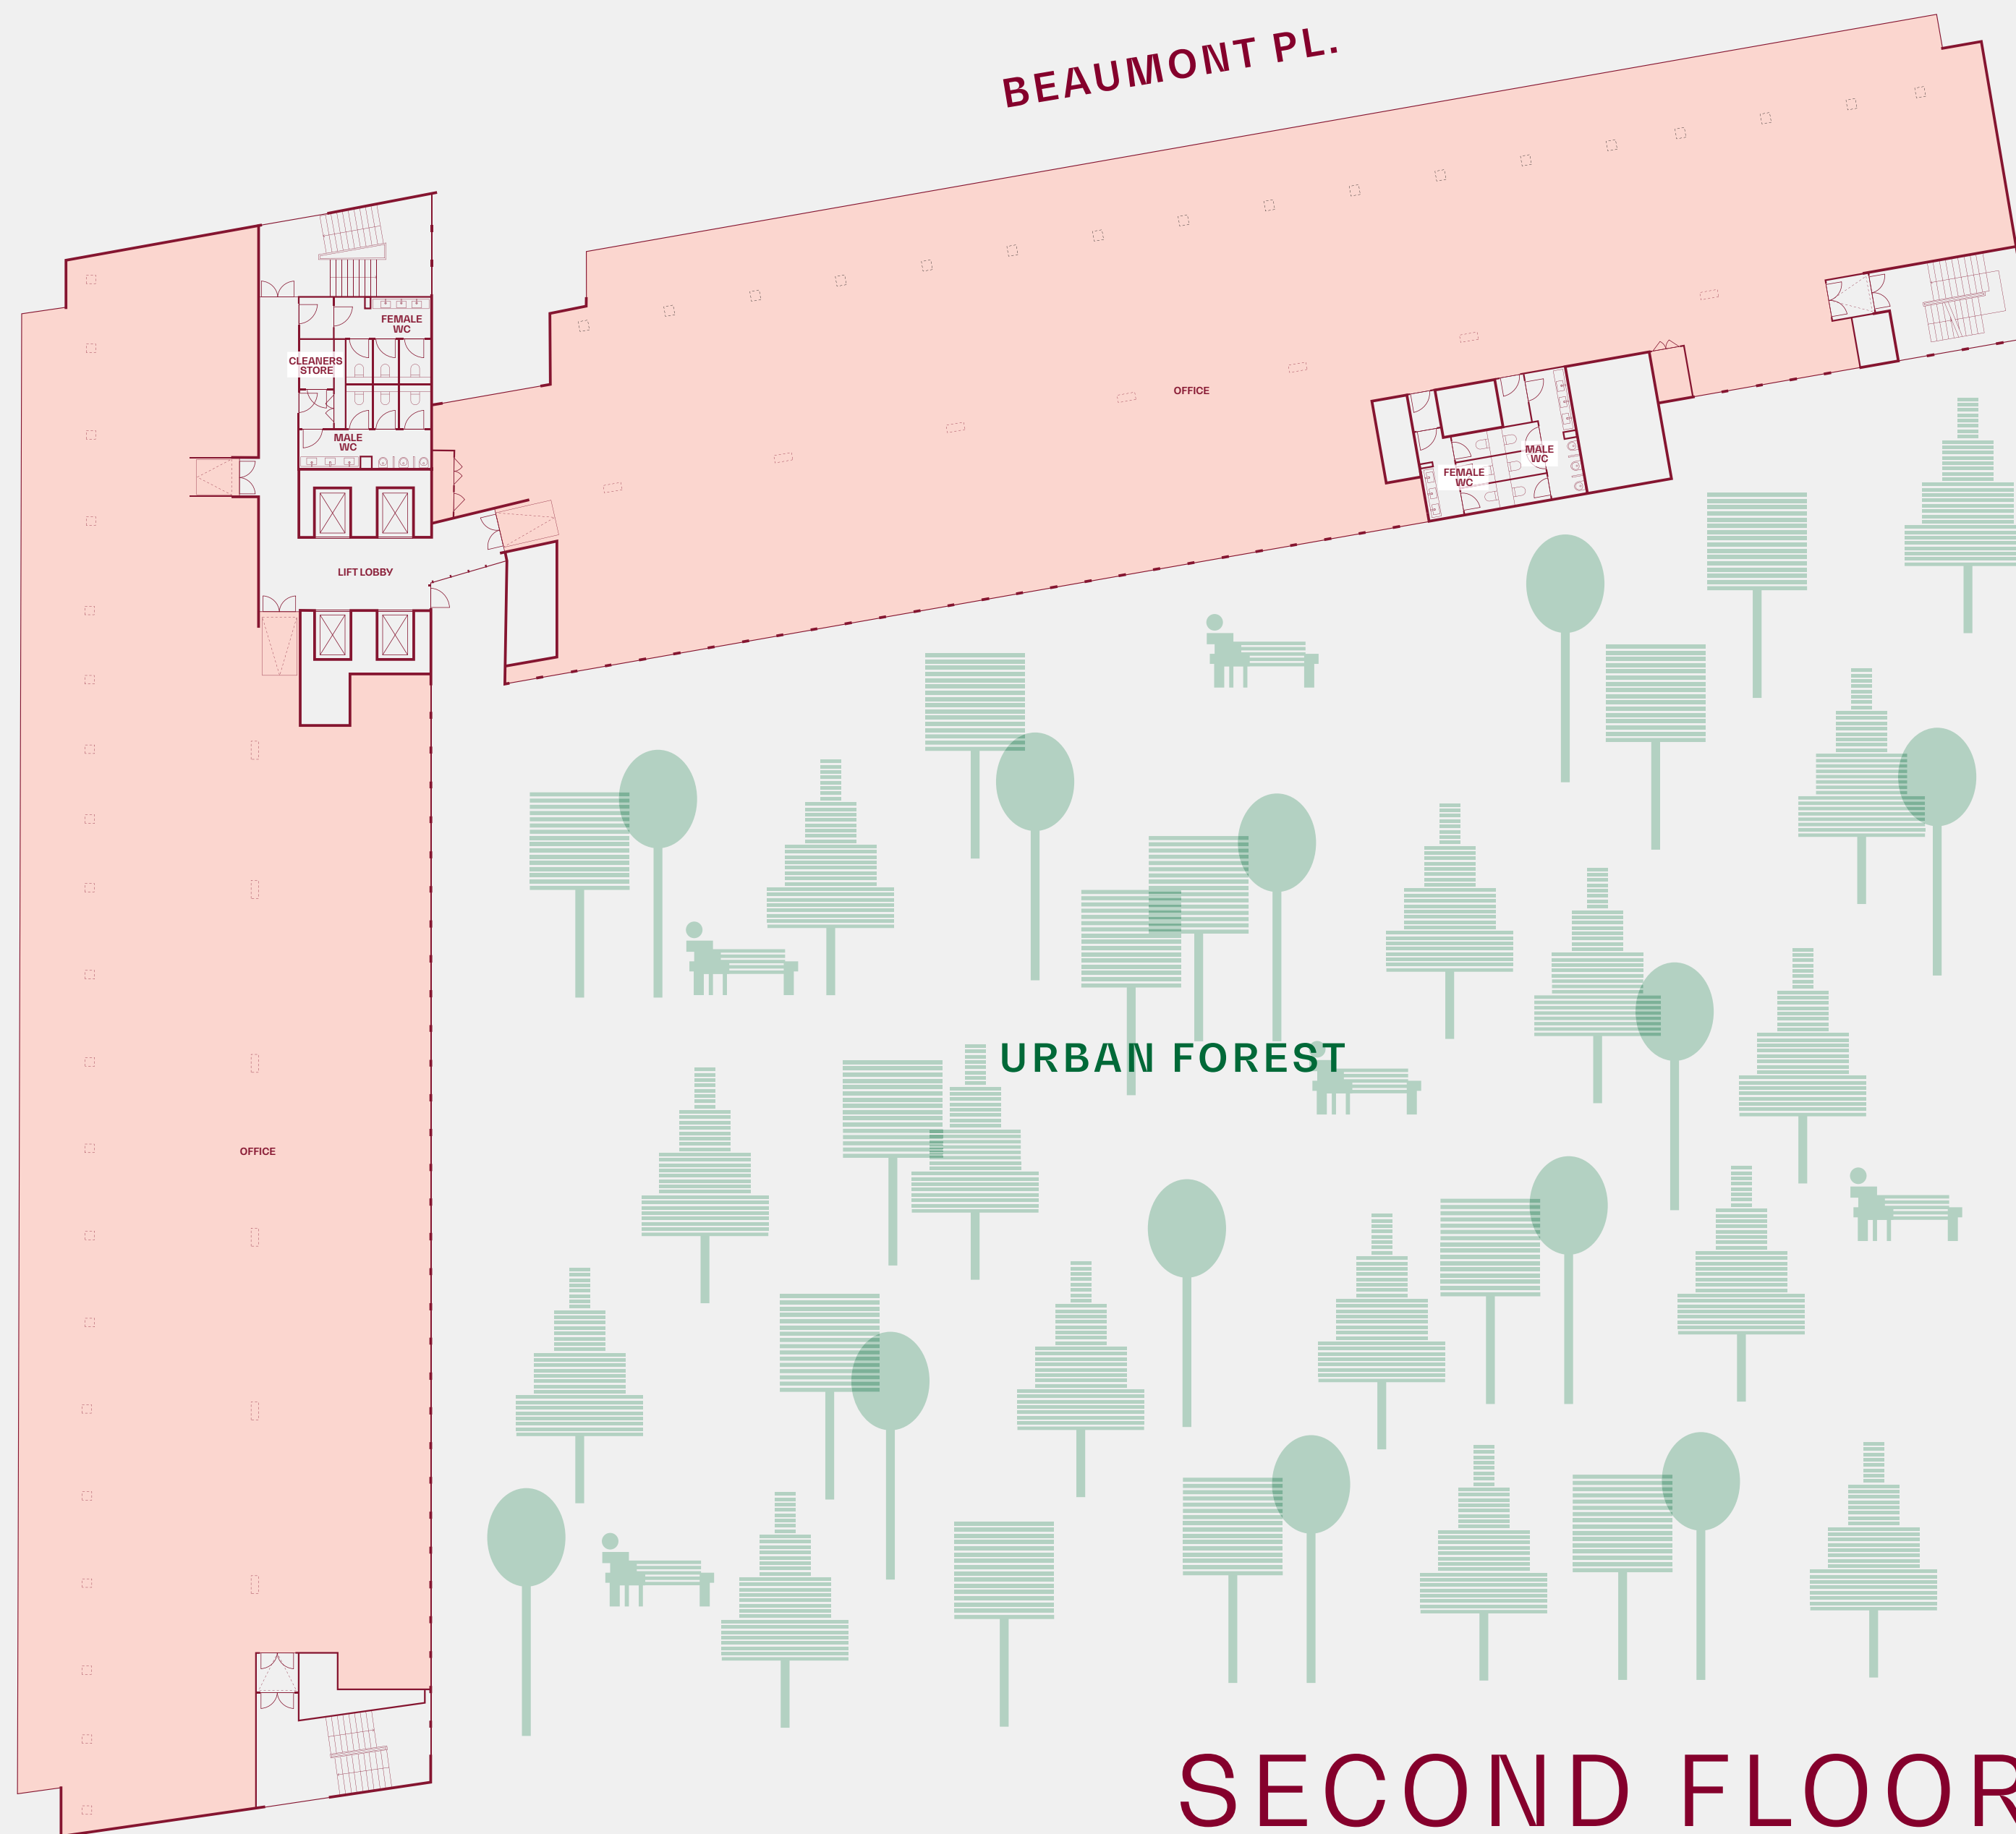 BEAUMONT PL.
FEMALE
WC
CLEANERS
STORE
MALE
WC
LIFT LOBBY
OFFICE
FEMALE
WC
MALE
WC
URBAN FOREST
OFFICE
SECOND FLOOR